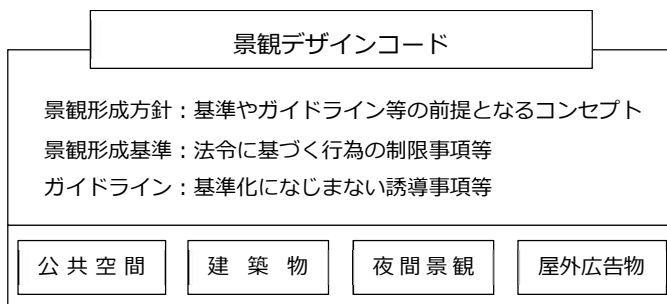 景観デザインコード
景観形成方針：基準やガイドライン等の前提となるコンセプト
景観形成基準：法令に基づく行為の制限事項等
ガイドライン：基準化になじまない誘導事項等
公共空間 建築物 夜間景観 屋外広告物